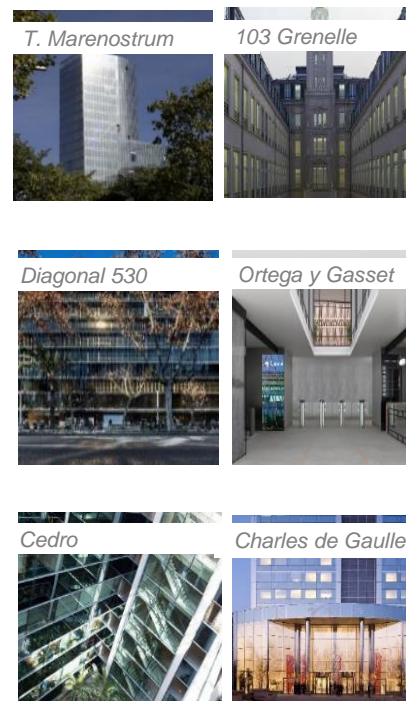 T. Marenostrum
103 Grenelle
Diagonal 530
Ortega y Gasset
Cedro
Charles de Gaulle